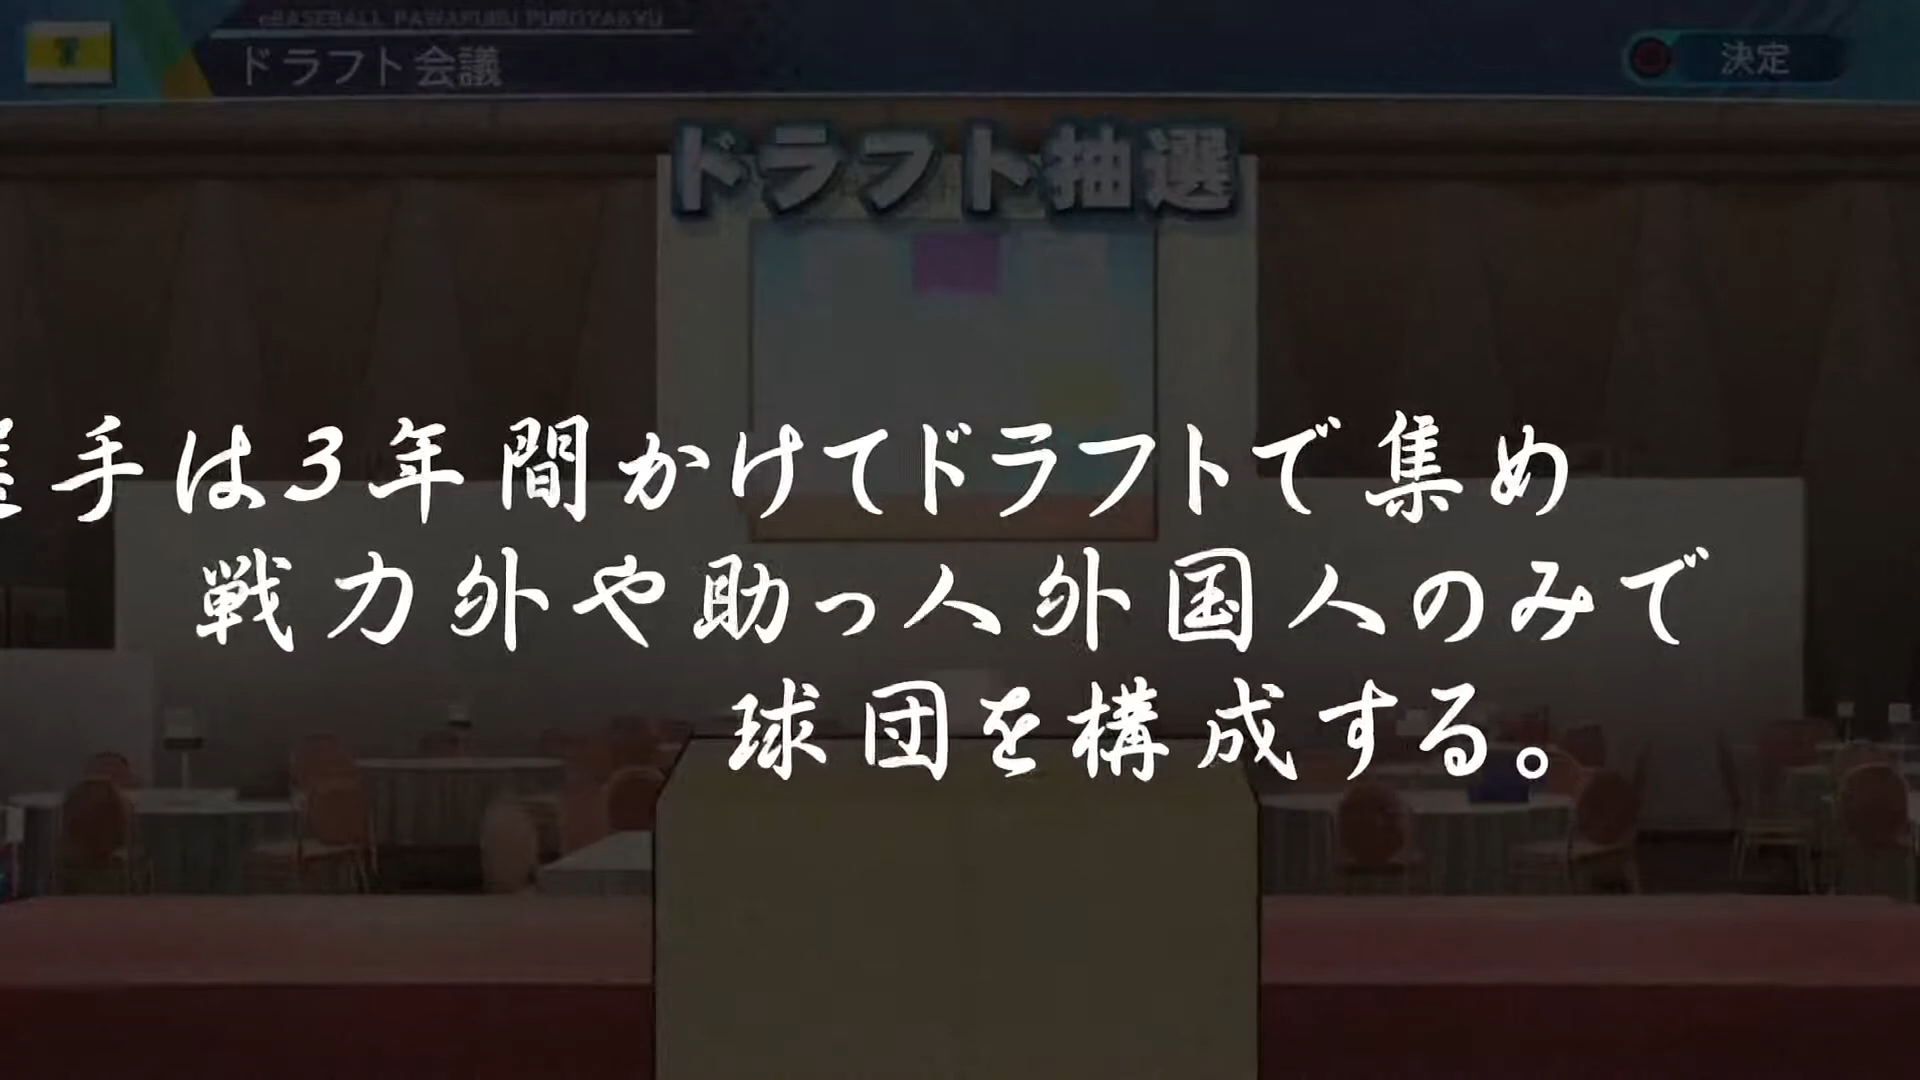 eBASEBALL PAWAFURU PUROYAKYU
ドラフト会議
決定
ドラフト抽選
選手は3年間かけてドラフトで集め
戦力外や助っ人外国人のみで
球団を構成する。